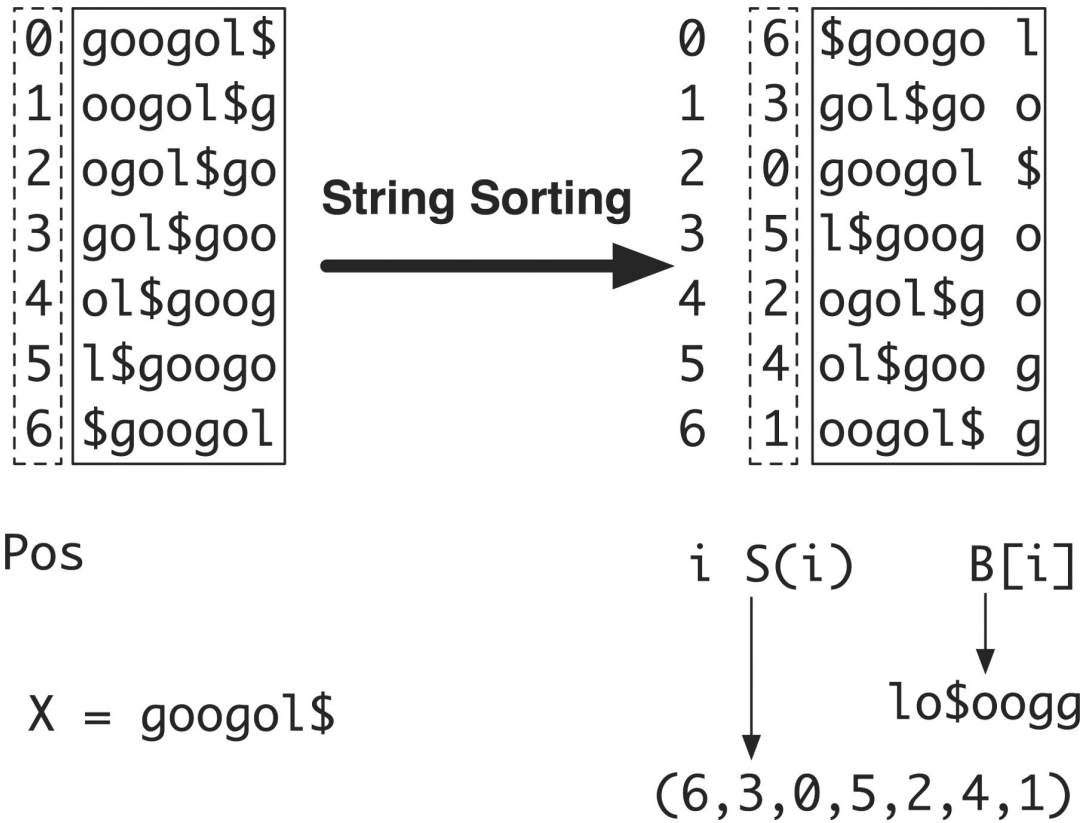 0 googol$ 0 6 $googo l
1 oogol$g 1 3 gol$go o
2 ogol$go 2 0 googol $
String Sorting
3 gol$goo 3 5 l$goog o
4 ol$goog 4 2 ogol$g o
5 l$googo 5 4 ol$goo g
6 $googol 6 1 oogol$ g
Pos i S(i) B[i]
X = googol$ lo$oogg
(6,3,0,5,2,4,1)